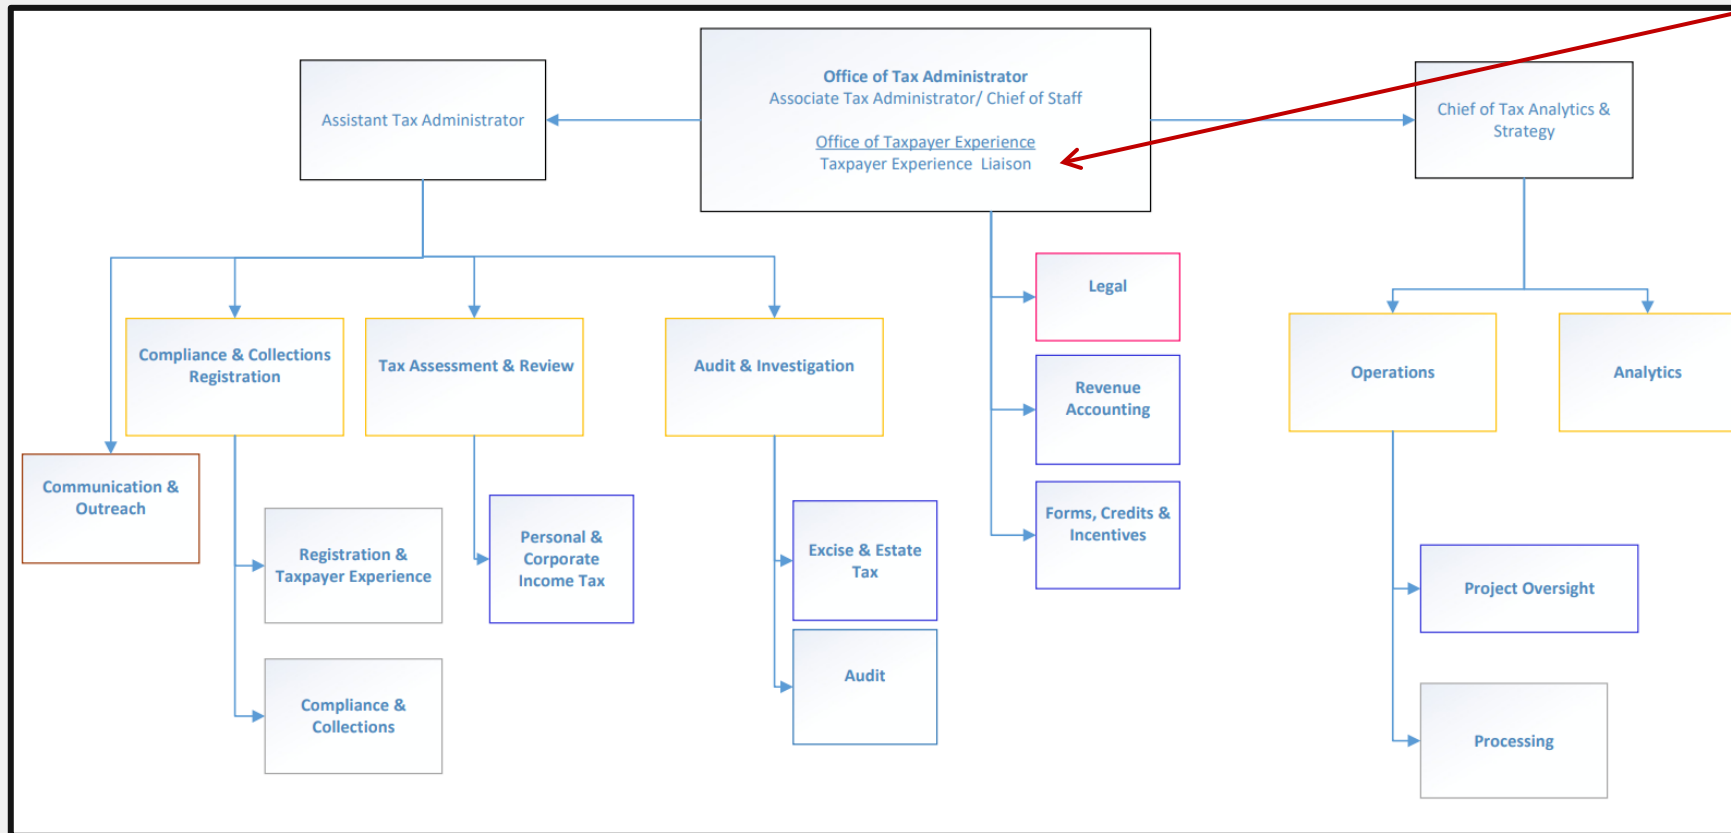 Office of Tax Administrator
Associate Tax Administrator/ Chief of Staff
Office of Taxpayer Experience
Taxpayer Experience Liaison
Assistant Tax Administrator
Chief of Tax Analytics &
Strategy
Legal
Revenue
Accounting
Forms, Credits &
Incentives
Compliance & Collections
Registration
Tax Assessment & Review
Audit & Investigation
Operations
Analytics
Communication &
Outreach
Registration &
Taxpayer Experience
Personal &
Corporate
Income Tax
Excise & Estate
Tax
Project Oversight
Compliance &
Collections
Audit
Processing